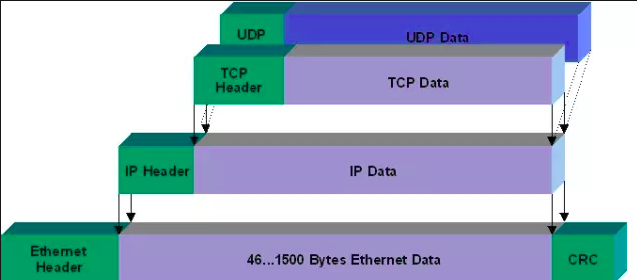 UDP
UDP Data
TCP
Header
TCP Data
IP Header
IP Data
Ethernet
Header
46...1500 Bytes Ethernet Data
CRC